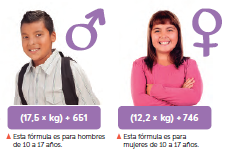 (17,5 × kg) + 651
(12,2 × kg) + 746
▲ Esta fórmula es para hombres
de 10 a 17 años.
▲ Esta fórmula es para
mujeres de 10 a 17 años.